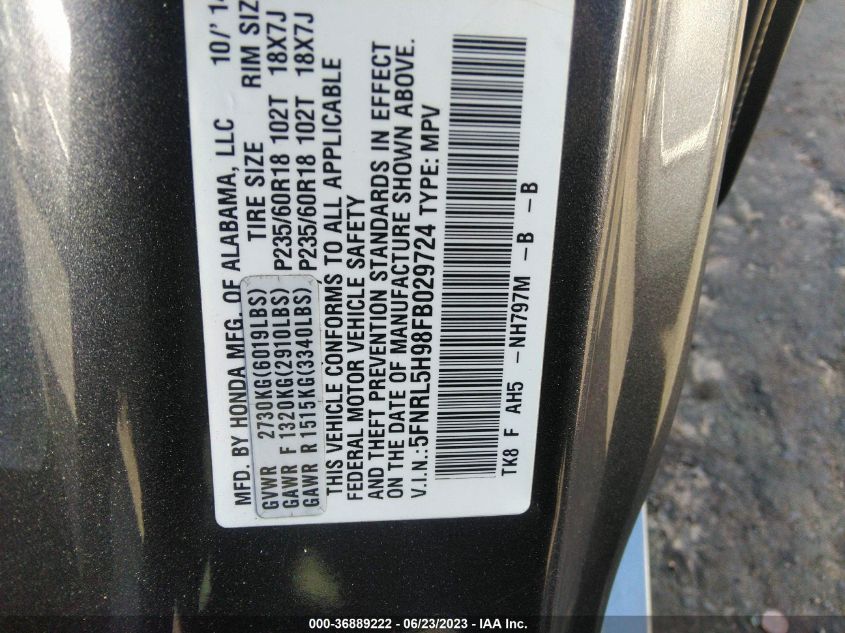 MFD. BY HONDA MFG. OF ALABAMA, LLC 10/'14
TIRE SIZE RIM SIZE
GVWR 2730KG(6019LBS)
GAWR F 1320KG(2910LBS) P235/60R18 102T 18X7J
GAWR R 1515KG(3340LBS) P235/60R18 102T 18X7J
THIS VEHICLE CONFORMS TO ALL APPLICABLE
FEDERAL MOTOR VEHICLE SAFETY
AND THEFT PREVENTION STANDARDS IN EFFECT
ON THE DATE OF MANUFACTURE SHOWN ABOVE.
V.I.N.:5FNRL5H98FB029724 TYPE: MPV
TK8 F AH5 -NH797M -B -B
000-36889222 - 06/23/2023 - IAA Inc.